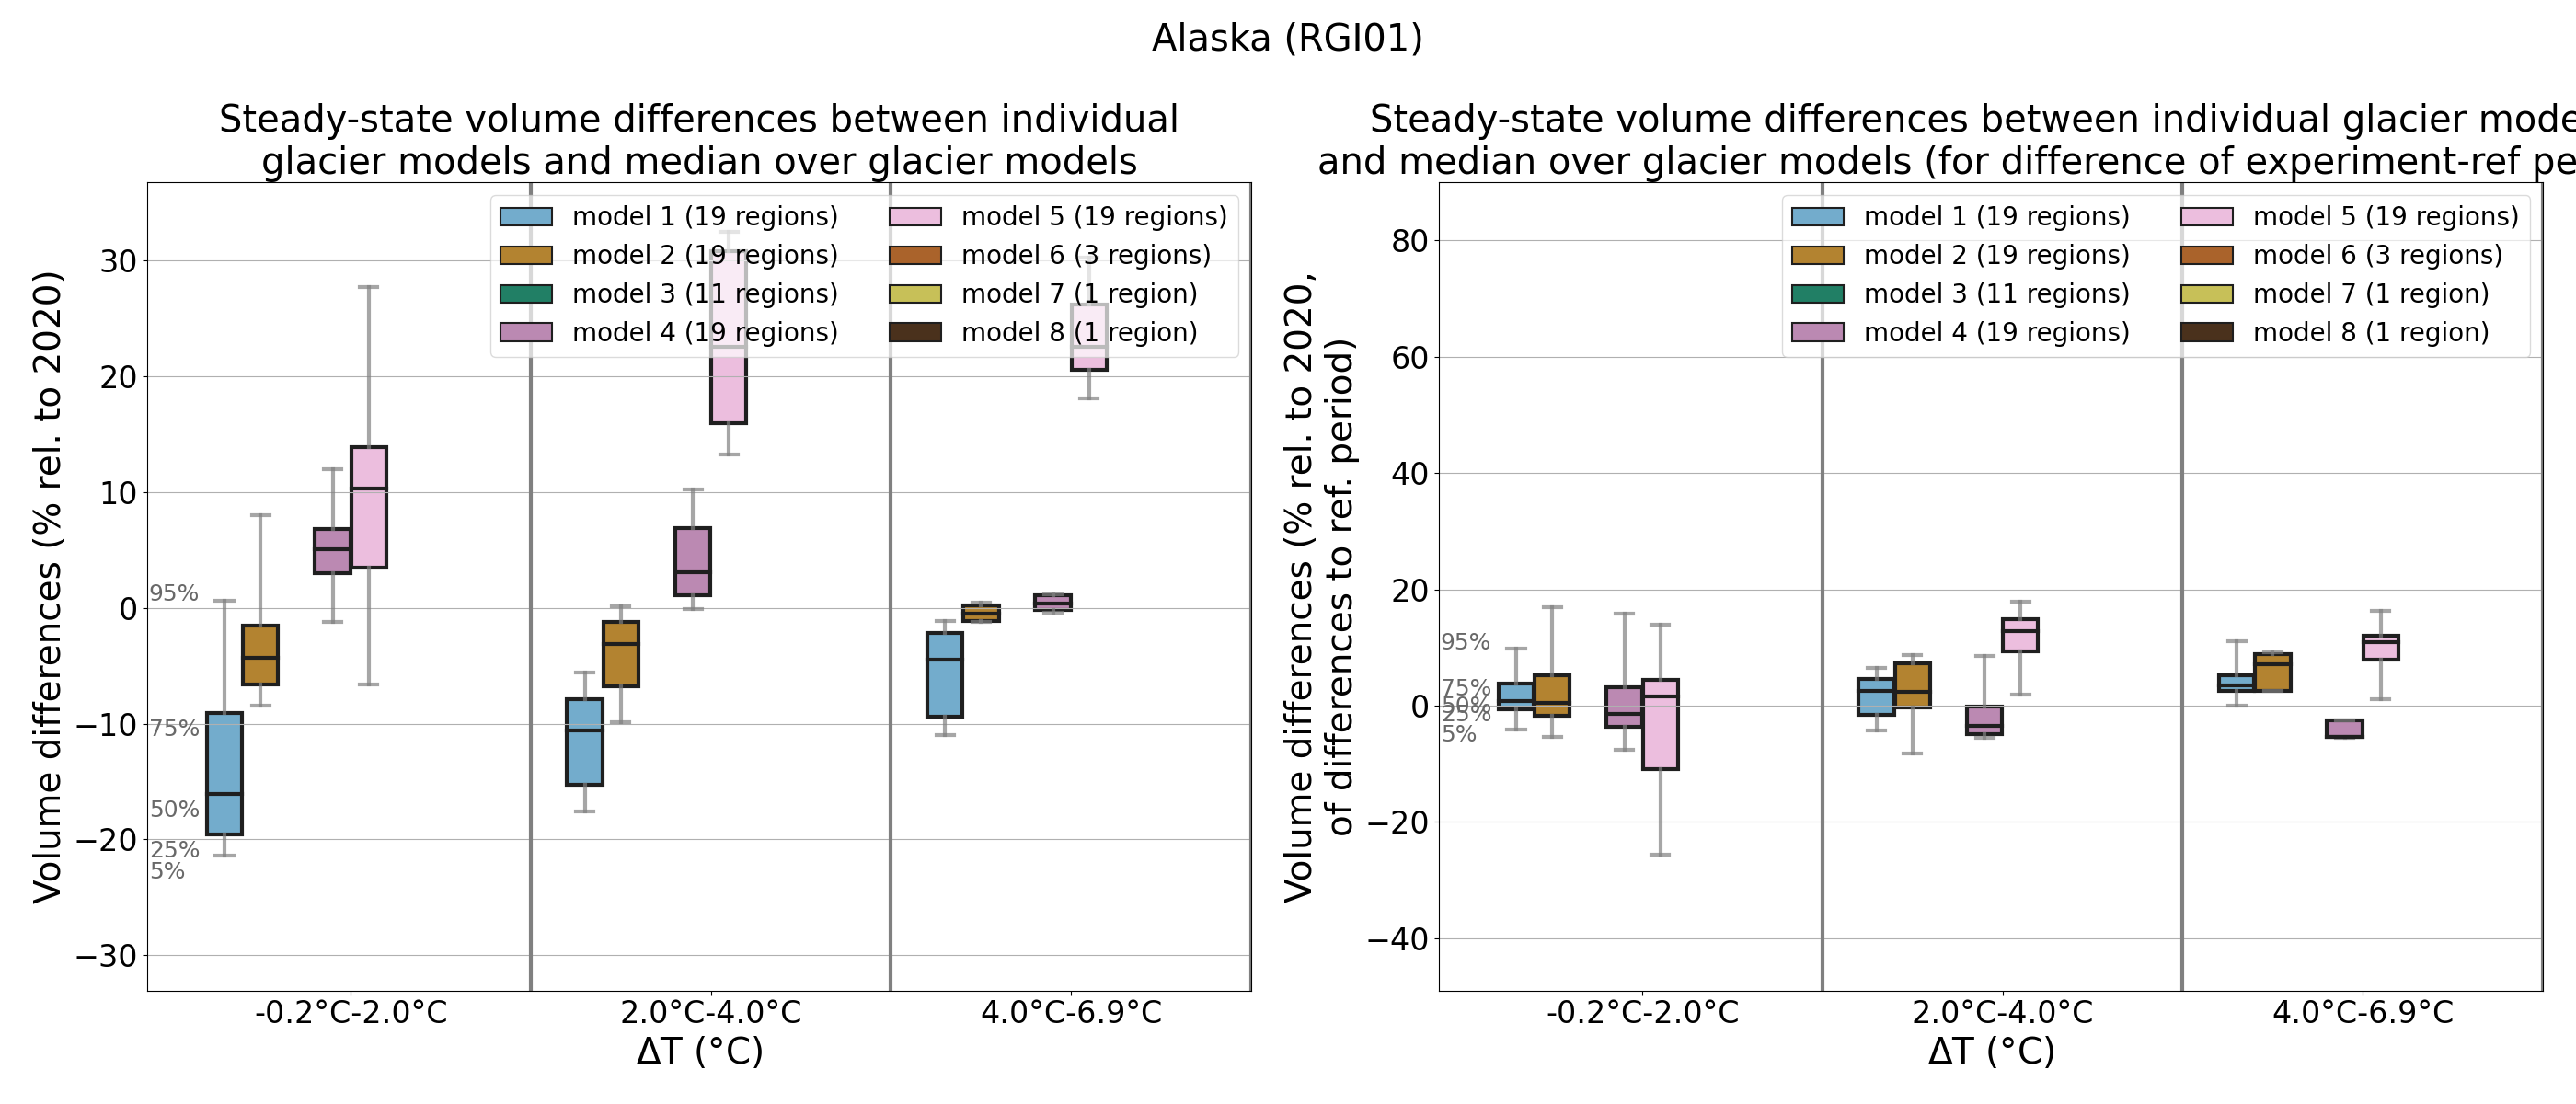 Alaska (RGI01)
Steady-state volume differences between individual
glacier models and median over glacier models
Volume differences (% rel. to 2020)
30
20
10
0
−10
−20
−30
95%
75%
50%
25%
5%
model 1 (19 regions)
model 2 (19 regions)
model 3 (11 regions)
model 4 (19 regions)
model 5 (19 regions)
model 6 (3 regions)
model 7 (1 region)
model 8 (1 region)
-0.2°C-2.0°C
2.0°C-4.0°C
4.0°C-6.9°C
ΔT (°C)
Steady-state volume differences between individual glacier mode
and median over glacier models (for difference of experiment-ref pe
Volume differences (% rel. to 2020,
of differences to ref. period)
80
60
40
20
0
−20
−40
95%
75%
50%
25%
5%
model 1 (19 regions)
model 2 (19 regions)
model 3 (11 regions)
model 4 (19 regions)
model 5 (19 regions)
model 6 (3 regions)
model 7 (1 region)
model 8 (1 region)
-0.2°C-2.0°C
2.0°C-4.0°C
4.0°C-6.9°C
ΔT (°C)